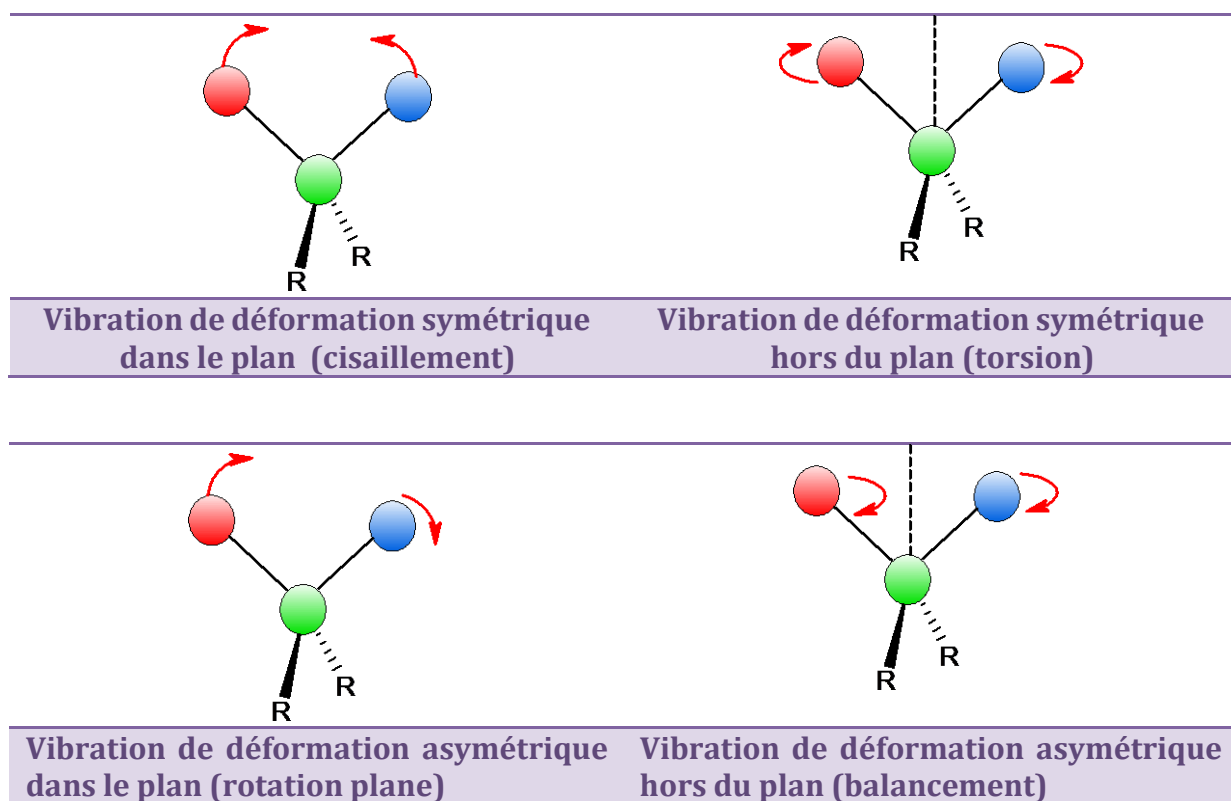 R
R
R
R
Vibration de déformation symétrique
dans le plan (cisaillement)
Vibration de déformation symétrique
hors du plan (torsion)
R
R
R
R
Vibration de déformation asymétrique
dans le plan (rotation plane)
Vibration de déformation asymétrique
hors du plan (balancement)